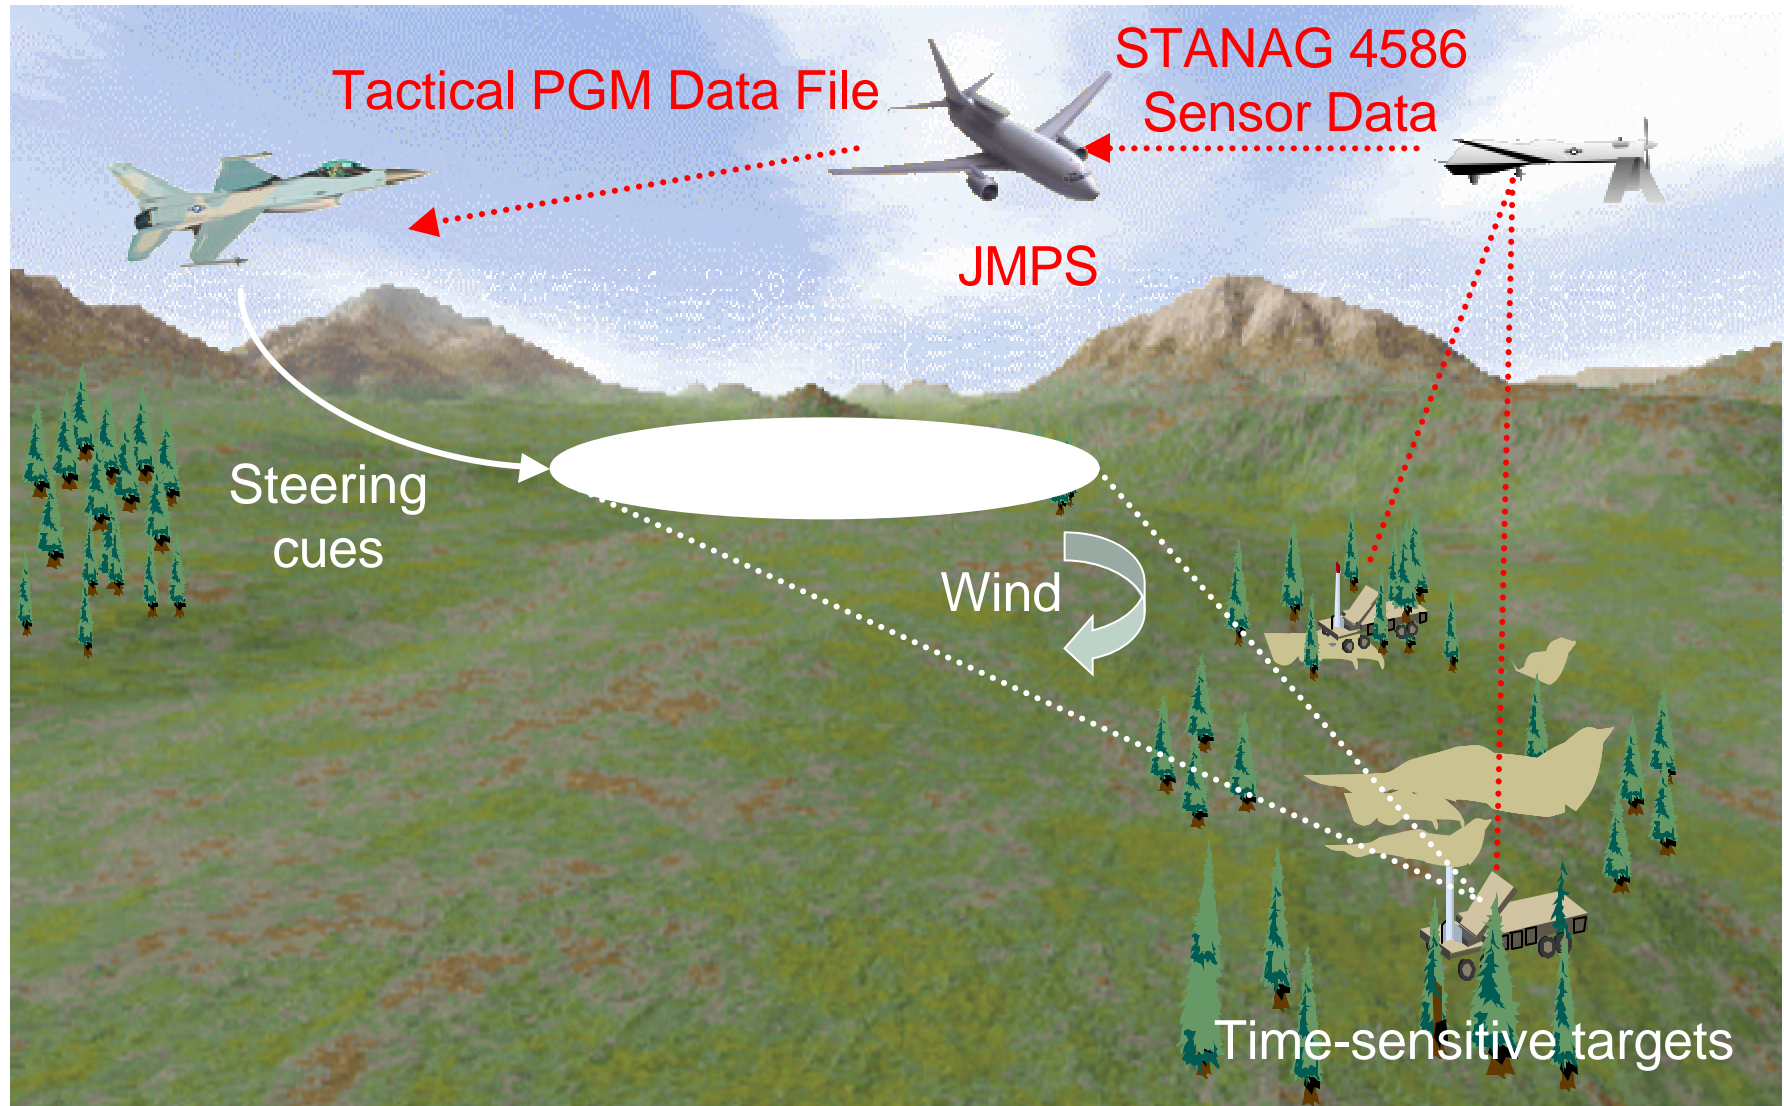 STANAG 4586
Sensor Data
Tactical PGM Data File
JMPS
Steering
cues
Wind
Time-sensitive targets